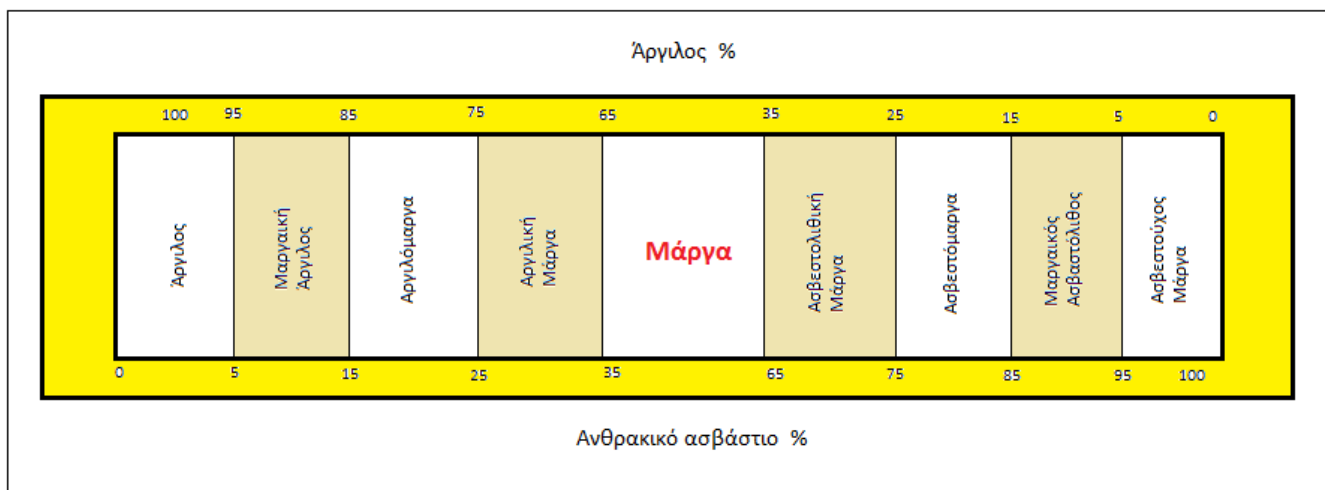 Άργιλος %
100 95 85 75 65 35 25 15 5 0
Άργιλος
Μαργαική
Άργιλος
Αργιλόμαργα
Αργιλική
Μάργα
Μάργα
Ασβεστολιθική
Μάργα
Ασβεστόμαργα
Μαργαικός
Ασβαστόλιθος
Ασβεστούχος
Μάργα
0 5 15 25 35 65 75 85 95 100
Ανθρακικό ασβάστιο %